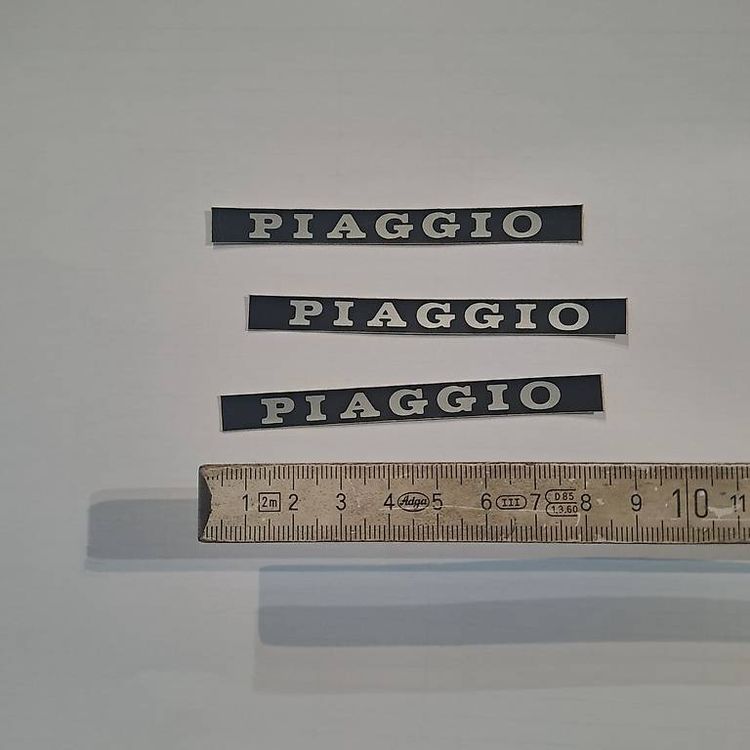 PIAGGIO
PIAGGIO
PIAGGIO
1 2m 2 3 4 Adga 5 6 III 7 D85 8 9 10 11
1.3.60